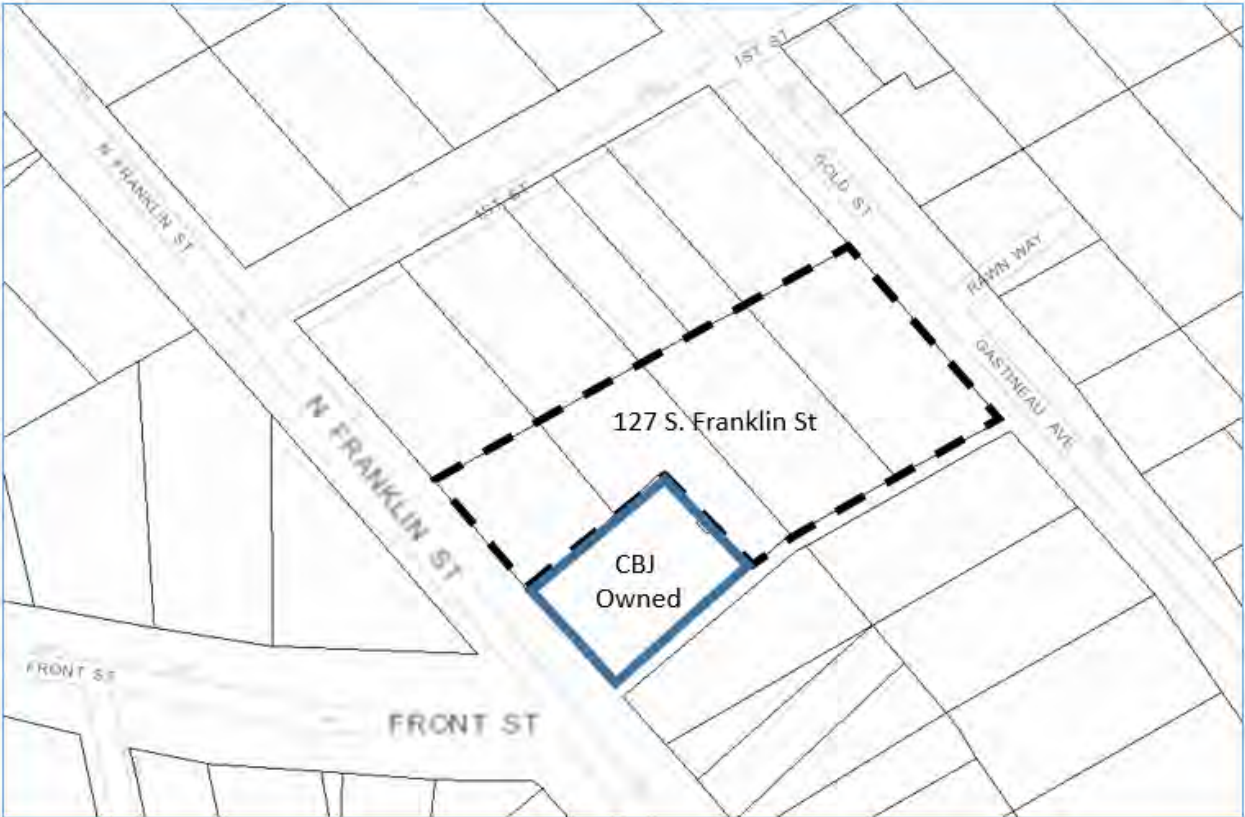 1ST ST
N FRANKLIN ST
GOLD ST
1ST ST
RAWN WAY
GASTINEAU AVE
N FRANKLIN ST
127 S. Franklin St
CBJ
Owned
FRONT ST
FRONT ST